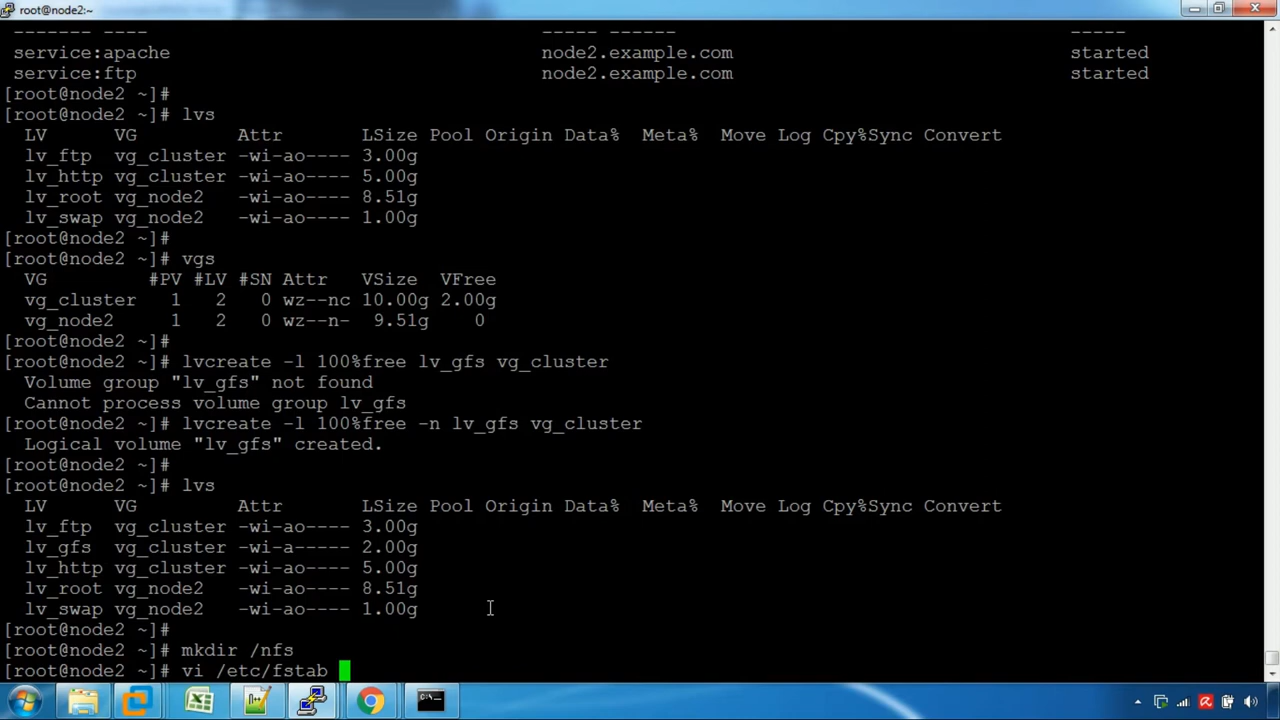 root@node2:~
------- ---- ----- ------ -----
service:apache node2.example.com started
service:ftp node2.example.com started
[root@node2 ~]#
[root@node2 ~]# lvs
LV VG Attr LSize Pool Origin Data% Meta% Move Log Cpy%Sync Convert
lv_ftp vg_cluster -wi-ao---- 3.00g
lv_http vg_cluster -wi-ao---- 5.00g
lv_root vg_node2 -wi-ao---- 8.51g
lv_swap vg_node2 -wi-ao---- 1.00g
[root@node2 ~]#
[root@node2 ~]# vgs
VG #PV #LV #SN Attr VSize VFree
vg_cluster 1 2 0 wz--nc 10.00g 2.00g
vg_node2 1 2 0 wz--n- 9.51g 0
[root@node2 ~]#
[root@node2 ~]# lvcreate -l 100%free lv_gfs vg_cluster
Volume group "lv_gfs" not found
Cannot process volume group lv_gfs
[root@node2 ~]# lvcreate -l 100%free -n lv_gfs vg_cluster
Logical volume "lv_gfs" created.
[root@node2 ~]#
[root@node2 ~]# lvs
LV VG Attr LSize Pool Origin Data% Meta% Move Log Cpy%Sync Convert
lv_ftp vg_cluster -wi-ao---- 3.00g
lv_gfs vg_cluster -wi-a----- 2.00g
lv_http vg_cluster -wi-ao---- 5.00g
lv_root vg_node2 -wi-ao---- 8.51g
lv_swap vg_node2 -wi-ao---- 1.00g
[root@node2 ~]#
[root@node2 ~]# mkdir /nfs
[root@node2 ~]# vi /etc/fstab